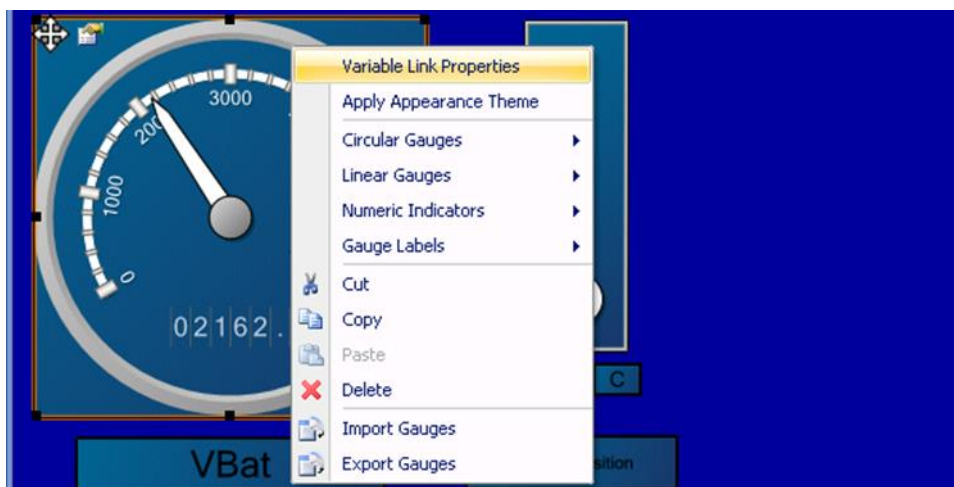 3000
200
1000
0
02162.
Variable Link Properties
Apply Appearance Theme
Circular Gauges
Linear Gauges
Numeric Indicators
Gauge Labels
Cut
Copy
Paste
Delete
Import Gauges
Export Gauges
C
VBat
sition